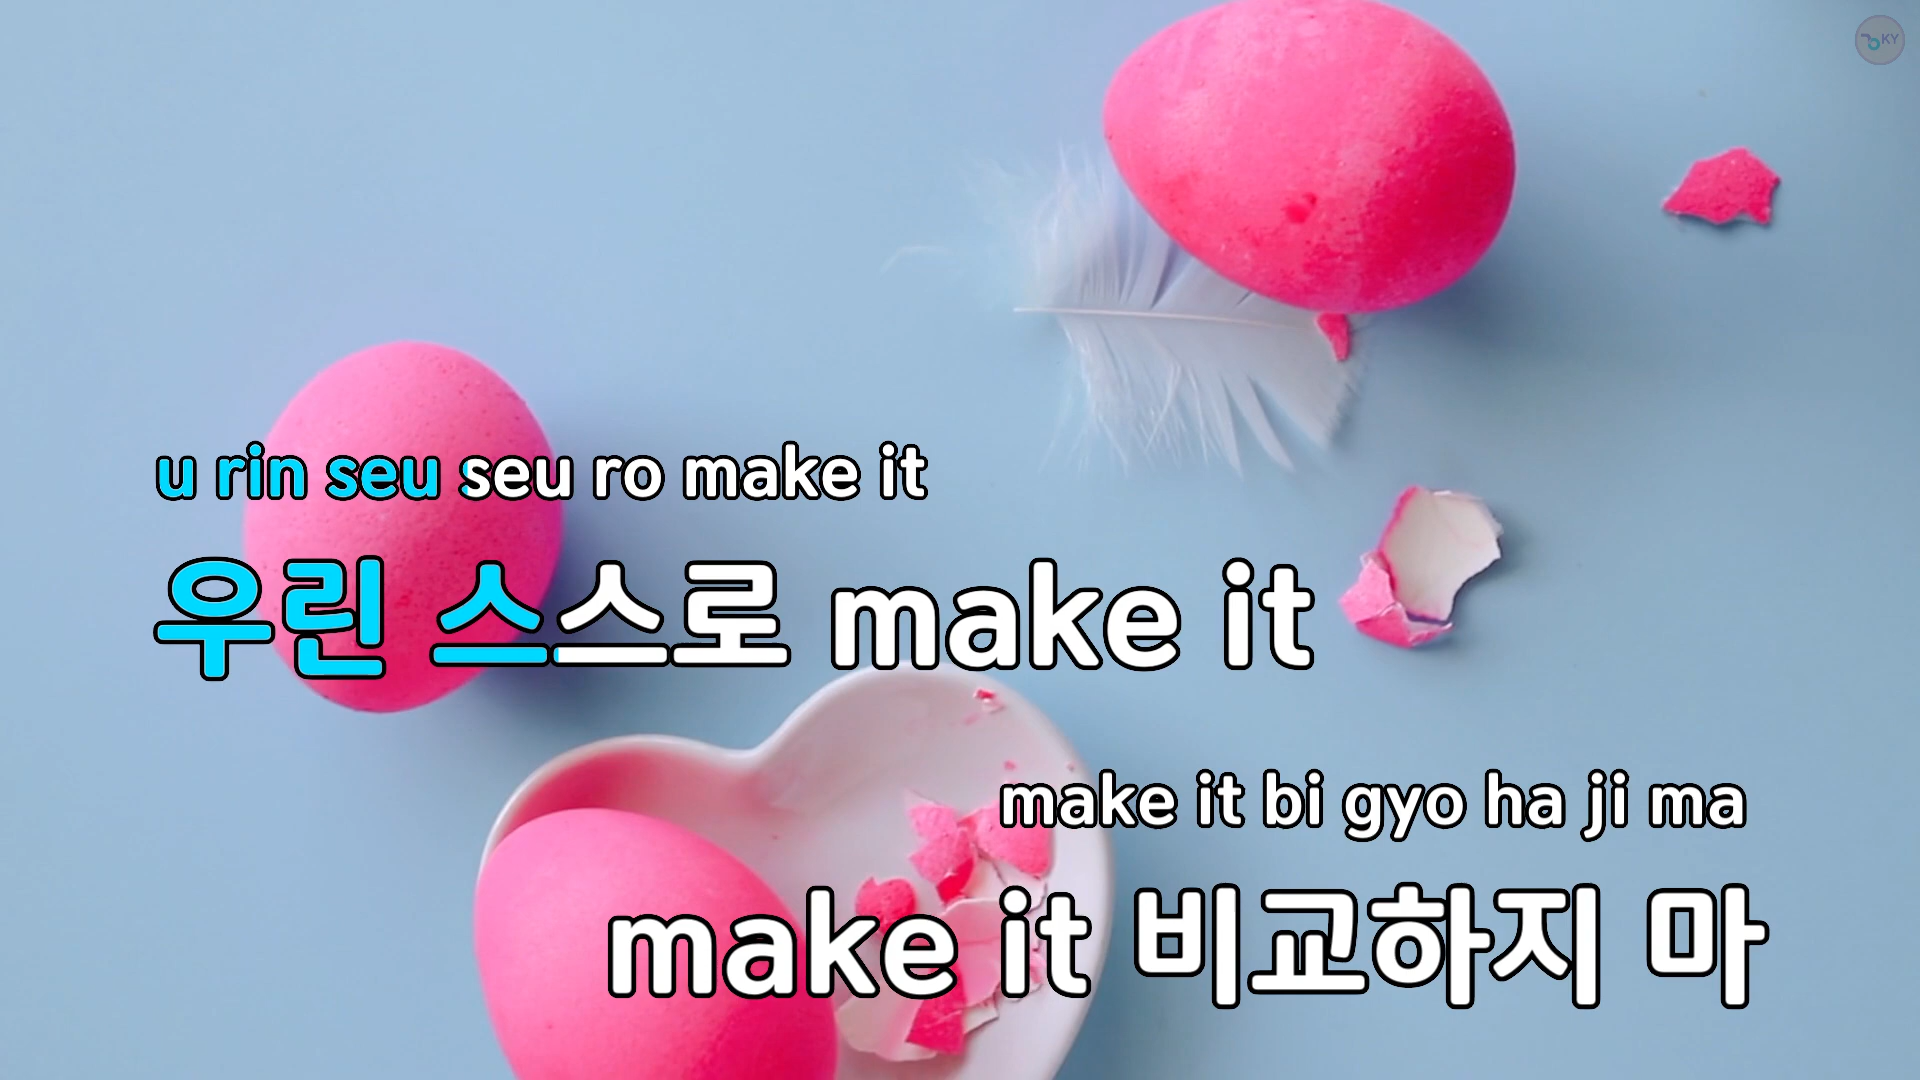 KY
u rin seu seu ro make it
우린 스스로 make it
make it bi gyo ha ji ma
make it 비교하지 마